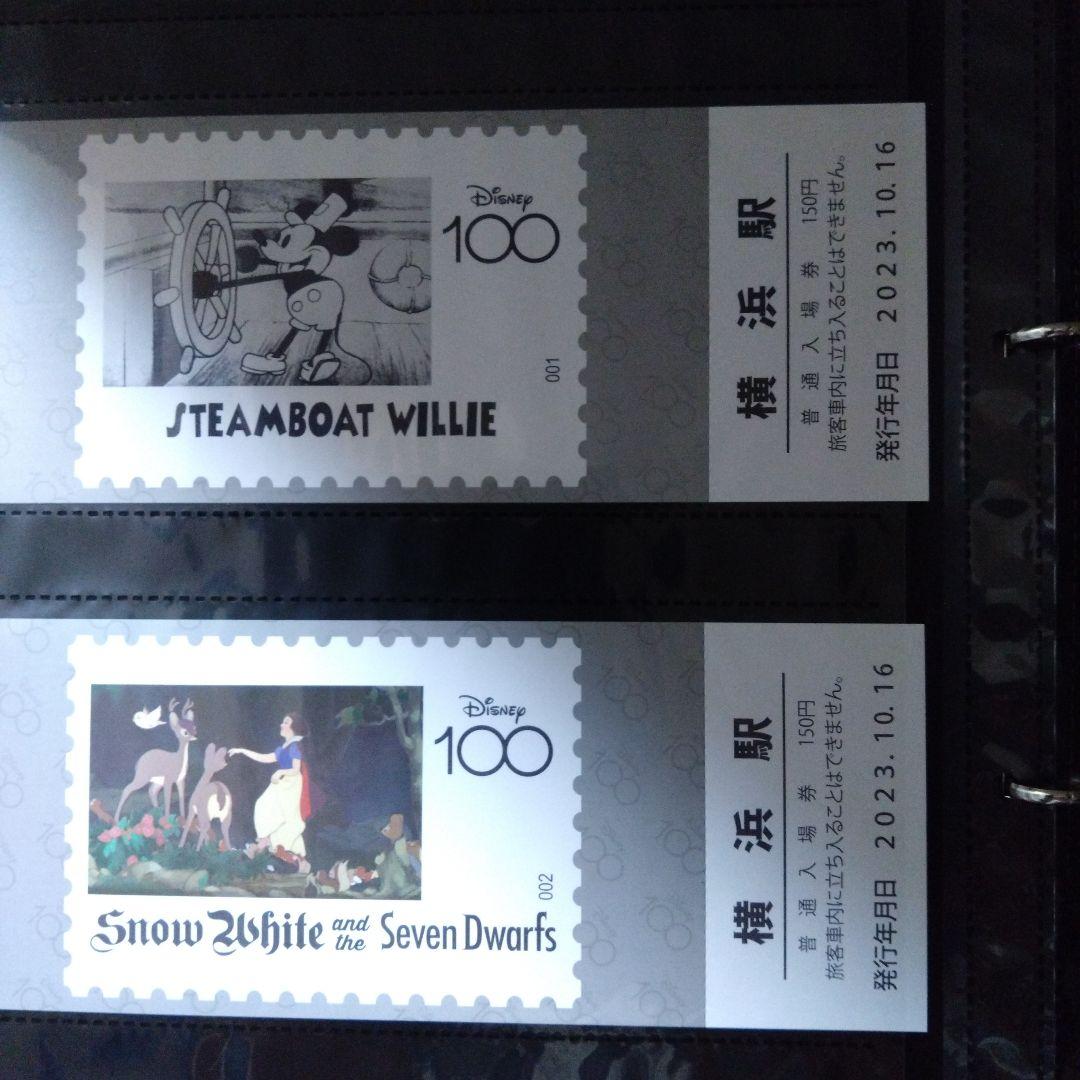 Disney
100
001
STEAMBOAT WILLIE
横浜駅
普通入場券 150円
旅客車内に立ち入ることはできません。
発行年月日 2023.10.16
Disney
100
002
Snow White and the Seven Dwarfs
横浜駅
普通入場券 150円
旅客車内に立ち入ることはできません。
発行年月日 2023.10.16